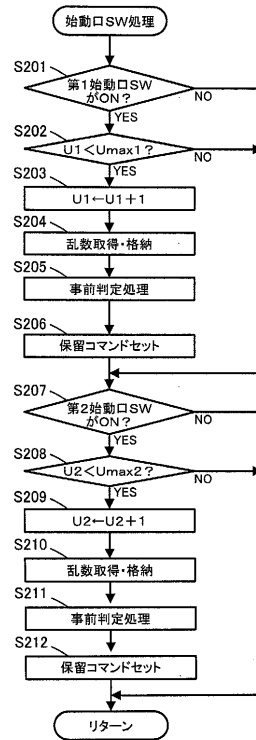 始動口SW処理
S201
第1始動口SW
がON？
NO
YES
S202
U1＜Umax1？
NO
YES
S203
U1←U1＋1
S204
乱数取得・格納
S205
事前判定処理
S206
保留コマンドセット
S207
第2始動口SW
がON？
NO
YES
S208
U2＜Umax2？
NO
YES
S209
U2←U2＋1
S210
乱数取得・格納
S211
事前判定処理
S212
保留コマンドセット
リターン